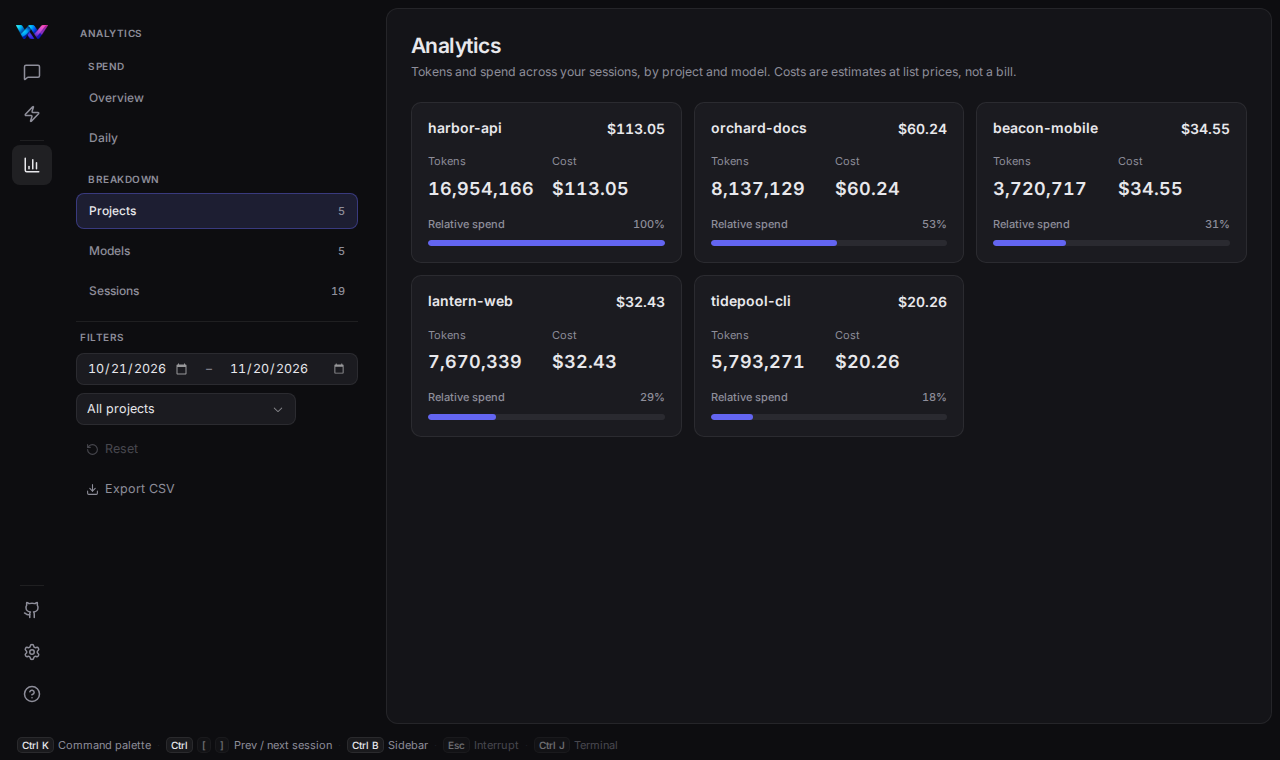 ANALYTICS
SPEND
Overview
Daily
BREAKDOWN
Projects 5
Models 5
Sessions 19
FILTERS
10/21/2026 – 11/20/2026
All projects
Reset
Export CSV
Analytics
Tokens and spend across your sessions, by project and model. Costs are estimates at list prices, not a bill.
harbor-api $113.05
Tokens Cost
16,954,166 $113.05
Relative spend 100%
orchard-docs $60.24
Tokens Cost
8,137,129 $60.24
Relative spend 53%
beacon-mobile $34.55
Tokens Cost
3,720,717 $34.55
Relative spend 31%
lantern-web $32.43
Tokens Cost
7,670,339 $32.43
Relative spend 29%
tidepool-cli $20.26
Tokens Cost
5,793,271 $20.26
Relative spend 18%
Ctrl K Command palette Ctrl [ ] Prev / next session Ctrl B Sidebar Esc Interrupt Ctrl J Terminal